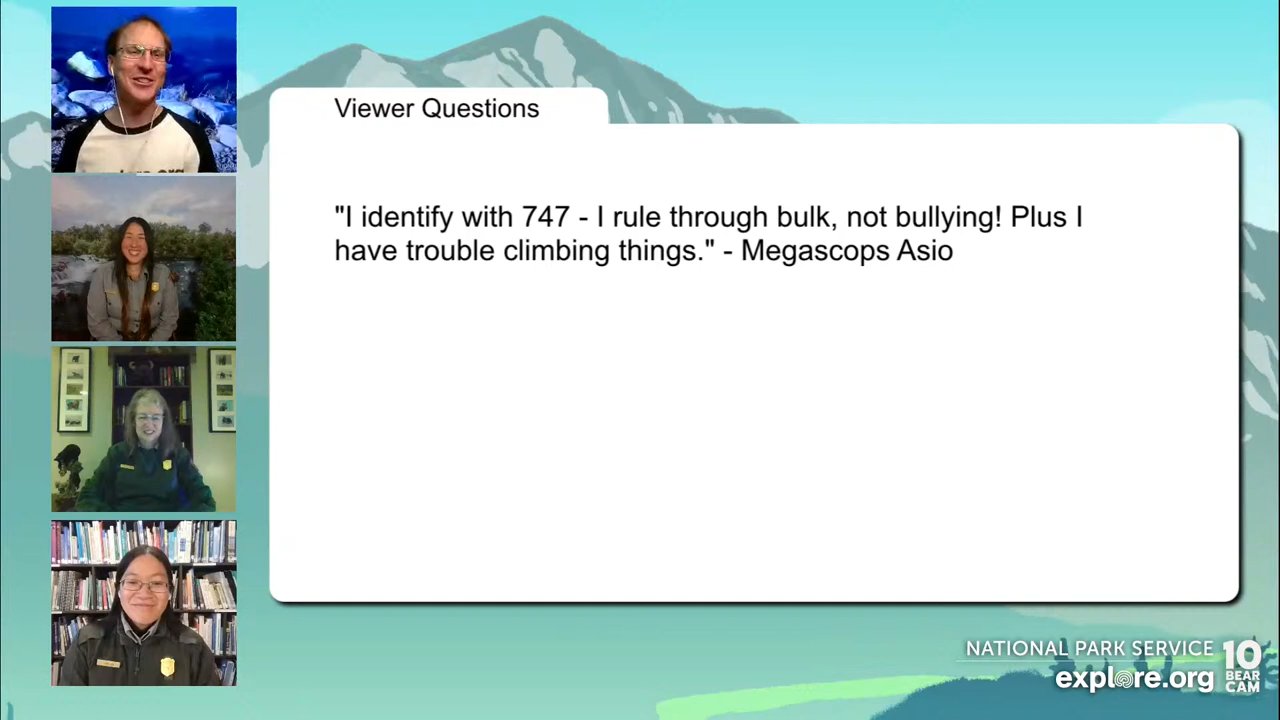 Viewer Questions
"I identify with 747 - I rule through bulk, not bullying! Plus I
have trouble climbing things." - Megascops Asio
NATIONAL PARK SERVICE
explore.org
10
BEAR
CAM